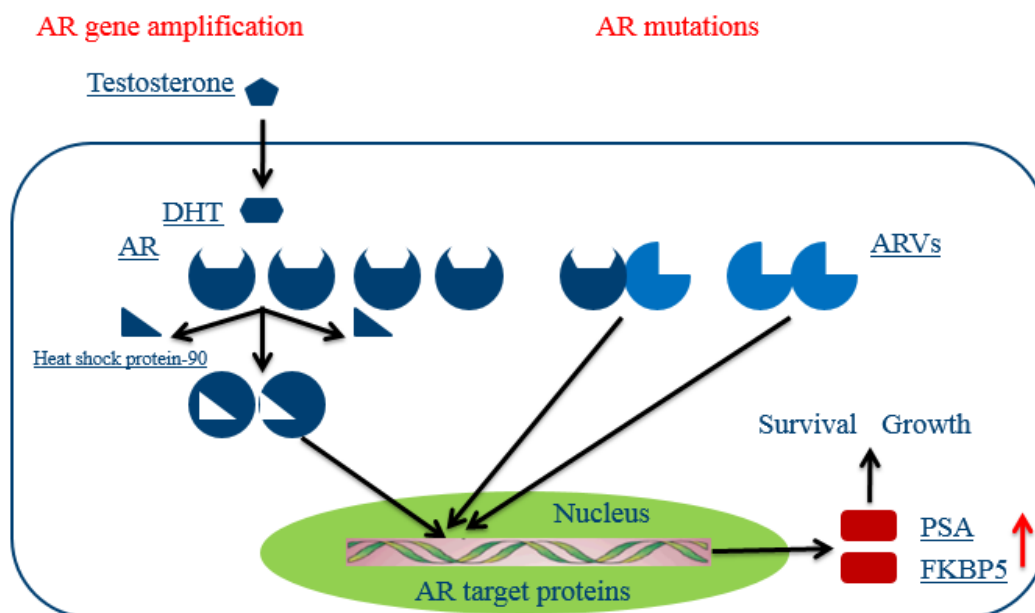 AR gene amplification
AR mutations
Testosterone
DHT
AR
ARVs
Heat shock protein-90
Survival Growth
Nucleus
PSA
FKBP5
AR target proteins